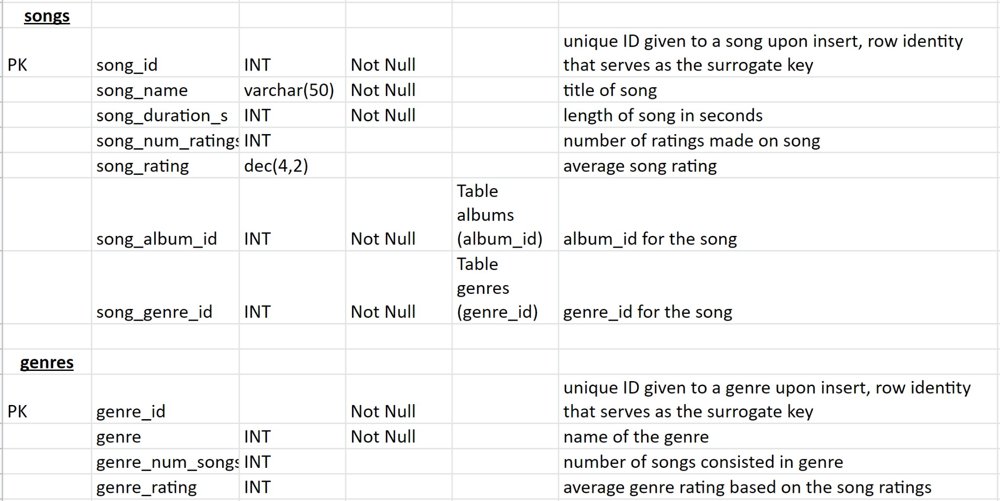 songs
unique ID given to a song upon insert, row identity
PK song_id INT Not Null that serves as the surrogate key
song_name varchar(50) Not Null title of song
song_duration_s INT Not Null length of song in seconds
song_num_ratings INT number of ratings made on song
song_rating dec(4,2) average song rating
Table
albums
song_album_id INT Not Null (album_id) album_id for the song
Table
genres
song_genre_id INT Not Null (genre_id) genre_id for the song
genres
unique ID given to a genre upon insert, row identity
PK genre_id Not Null that serves as the surrogate key
genre INT Not Null name of the genre
genre_num_songs INT number of songs consisted in genre
genre_rating INT average genre rating based on the song ratings